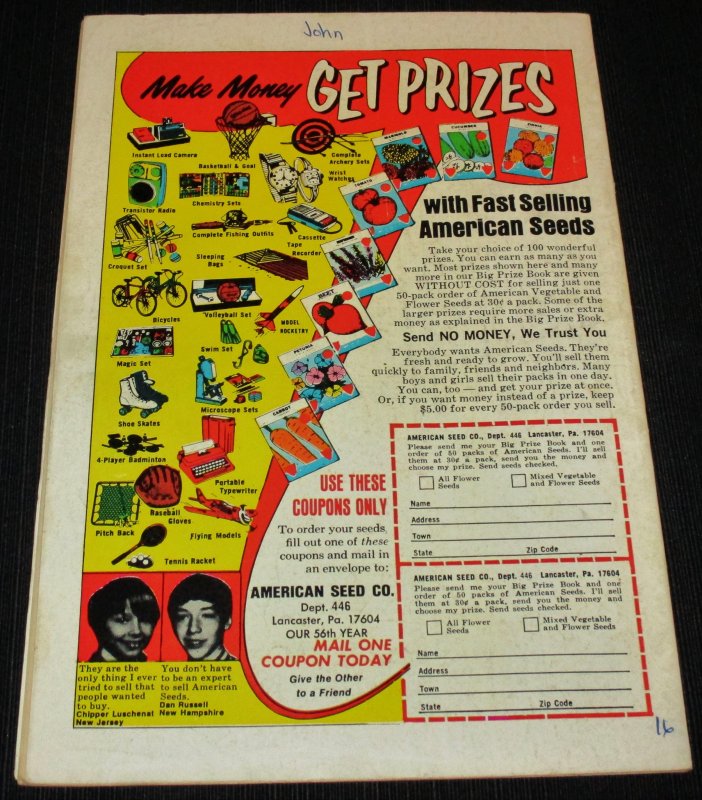 John
Make Money GET PRIZES
Instant Load Camera
Basketball & Goal
Complete
Archery Sets
Wrist
Watches
Transistor Radio
Chemistry Sets
Complete Fishing Outfits
Cassette
Tape
Recorder
Croquet Set
Sleeping
Bags
Bicycles
Volleyball Set
MODEL
ROCKETRY
Swim Set
Magic Set
Microscope Sets
Shoe Skates
4-Player Badminton
Portable
Typewriter
Baseball
Gloves
Pitch Back
Flying Models
Tennis Racket
MARIGOLD
CUCUMBER
ZINNIA
TOMATO
BEET
PETUNIA
CARROT
with Fast Selling
American Seeds
Take your choice of 100 wonderful
prizes. You can earn as many as you
want. Most prizes shown here and many
more in our Big Prize Book are given
WITHOUT COST for selling just one
50-pack order of American Vegetable and
Flower Seeds at 30¢ a pack. Some of the
larger prizes require more sales or extra
money as explained in the Big Prize Book.
Send NO MONEY, We Trust You
Everybody wants American Seeds. They're
fresh and ready to grow. You'll sell them
quickly to family, friends and neighbors. Many
boys and girls sell their packs in one day.
You can, too — and get your prize at once.
Or, if you want money instead of a prize, keep
$5.00 for every 50-pack order you sell.
USE THESE
COUPONS ONLY
To order your seeds,
fill out one of these
coupons and mail in
an envelope to:
AMERICAN SEED CO.
Dept. 446
Lancaster, Pa. 17604
OUR 56th YEAR
MAIL ONE
COUPON TODAY
Give the Other
to a Friend
AMERICAN SEED CO., Dept. 446 Lancaster, Pa. 17604
Please send me your Big Prize Book and one
order of 50 packs of American Seeds. I'll sell
them at 30¢ a pack, send you the money and
choose my prize. Send seeds checked.
All Flower
Seeds
Mixed Vegetable
and Flower Seeds
Name
Address
Town
State Zip Code
AMERICAN SEED CO., Dept. 446 Lancaster, Pa. 17604
Please send me your Big Prize Book and one
order of 50 packs of American Seeds. I'll sell
them at 30¢ a pack, send you the money and
choose my prize. Send seeds checked.
All Flower
Seeds
Mixed Vegetable
and Flower Seeds
Name
Address
Town
State Zip Code
They are the
only thing I ever
tried to sell that
people wanted
to buy.
Chipper Luschenat
New Jersey
You don't have
to be an expert
to sell American
Seeds.
Dan Russell
New Hampshire
16